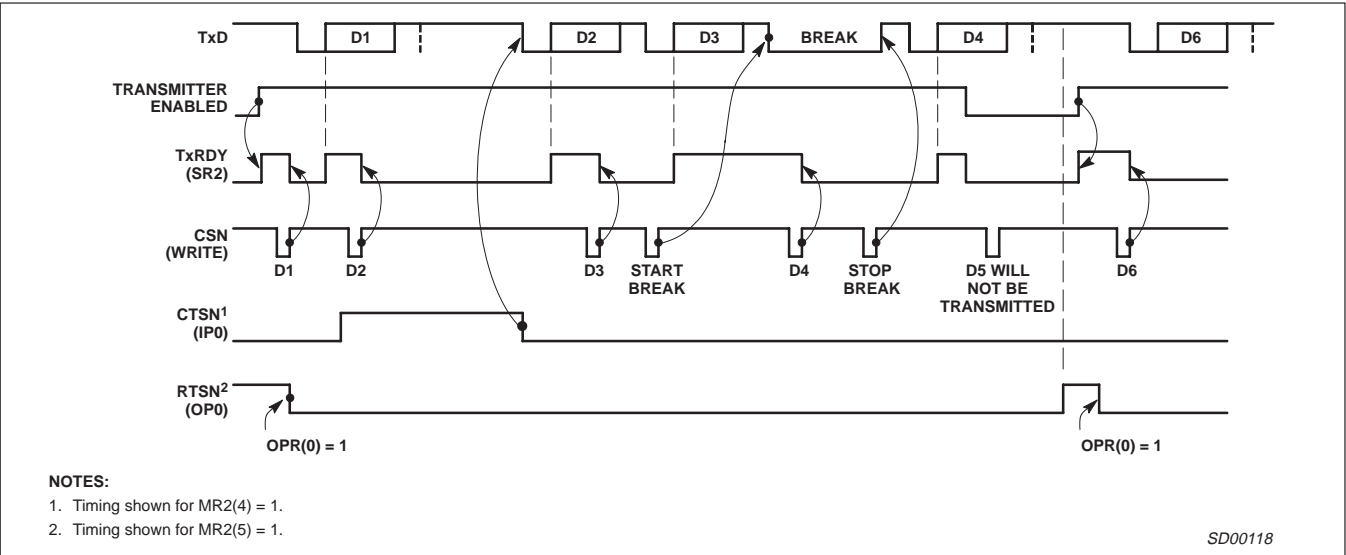 TxD
D1
D2
D3
BREAK
D4
D6
TRANSMITTER
ENABLED
TxRDY
(SR2)
CSN
(WRITE)
D1
D2
D3
START
BREAK
D4
STOP
BREAK
D5 WILL
NOT BE
TRANSMITTED
D6
CTSN1
(IP0)
RTSN2
(OP0)
OPR(0) = 1
OPR(0) = 1
NOTES:
1. Timing shown for MR2(4) = 1.
2. Timing shown for MR2(5) = 1.
SD00118